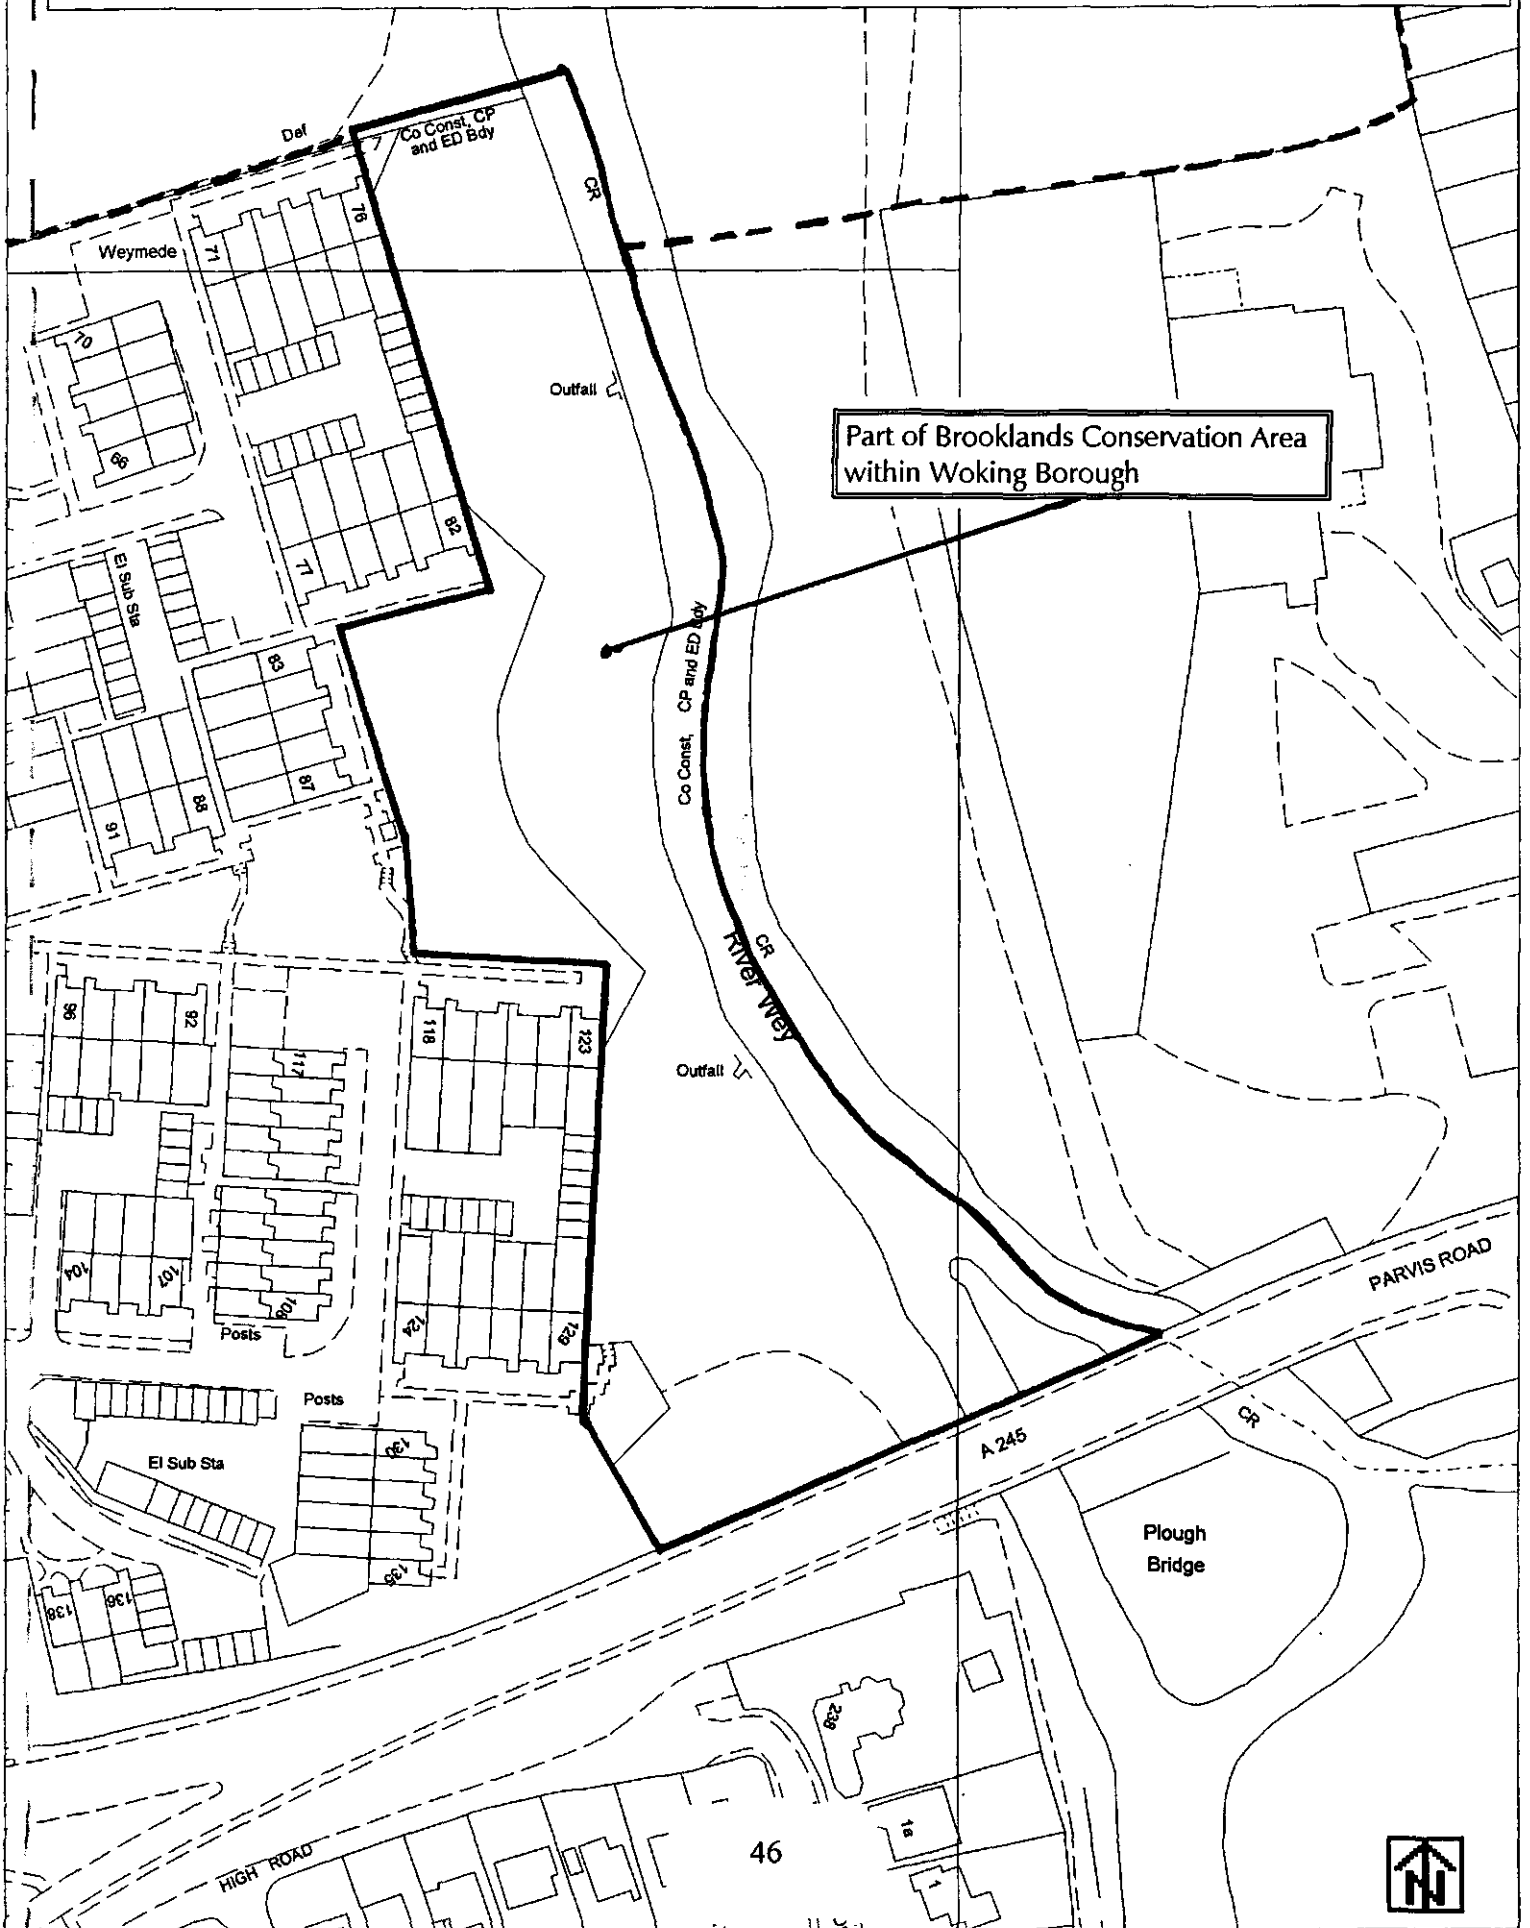 Def
Co Const, CP
and ED Bdy
CR
76
71
Weymede
70
66
Outfall
Part of Brooklands Conservation Area
within Woking Borough
82
77
El Sub Sta
Co Const, CP and ED Bdy
83
87
88
91
CR
River Wey
96
92
118
123
117
Outfall
104
107
108
124
129
Posts
PARVIS ROAD
Posts
A 245
CR
El Sub Sta
130
135
138
136
Plough
Bridge
238
1a
1
46
HIGH ROAD
N